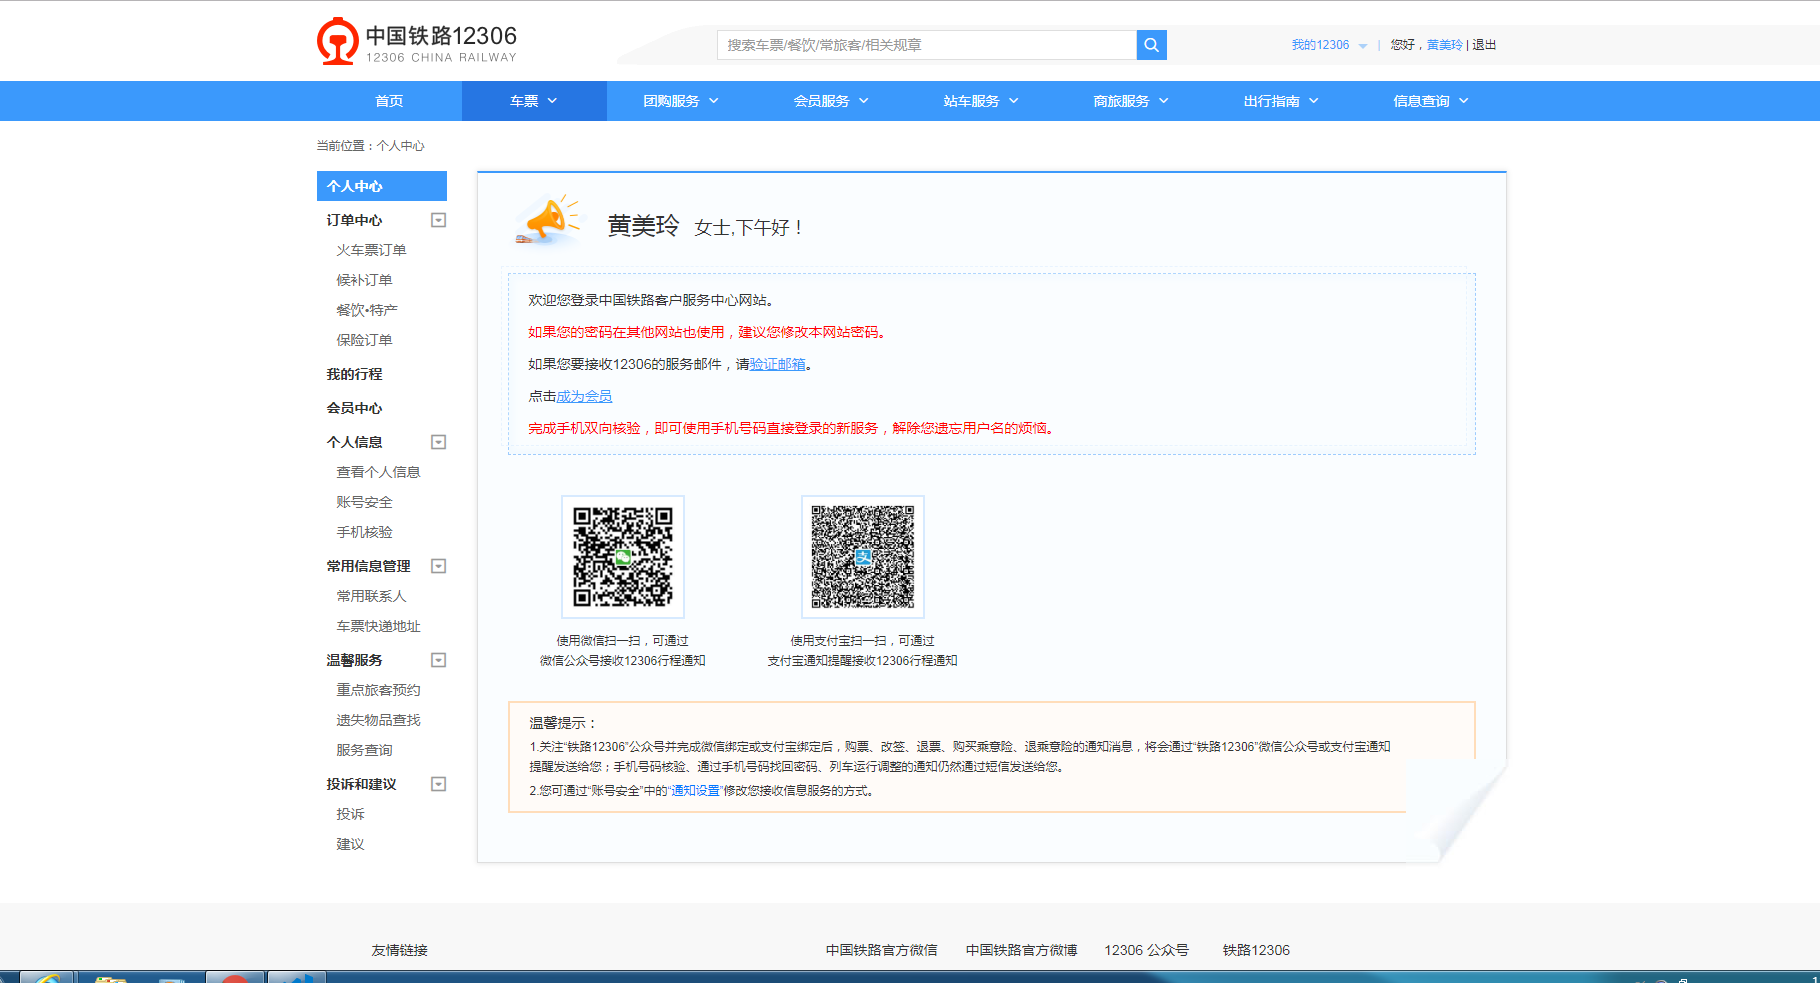 中国铁路12306
12306 CHINA RAILWAY
搜索车票/餐饮/常旅客/相关规章
我的12306 | 您好，黄美玲 | 退出
首页 车票 团购服务 会员服务 站车服务 商旅服务 出行指南 信息查询
当前位置：个人中心
个人中心
订单中心
火车票订单
候补订单
餐饮•特产
保险订单
我的行程
会员中心
个人信息
查看个人信息
账号安全
手机核验
常用信息管理
常用联系人
车票快递地址
温馨服务
重点旅客预约
遗失物品查找
服务查询
投诉和建议
投诉
建议
黄美玲 女士,下午好！
欢迎您登录中国铁路客户服务中心网站。
如果您的密码在其他网站也使用，建议您修改本网站密码。
如果您要接收12306的服务邮件，请验证邮箱。
点击成为会员
完成手机双向核验，即可使用手机号码直接登录的新服务，解除您遗忘用户名的烦恼。
支
使用微信扫一扫，可通过
微信公众号接收12306行程通知
使用支付宝扫一扫，可通过
支付宝通知提醒接收12306行程通知
温馨提示：
1.关注“铁路12306”公众号并完成微信绑定或支付宝绑定后，购票、改签、退票、购买乘意险、退乘意险的通知消息，将会通过“铁路12306”微信公众号或支付宝通知
提醒发送给您；手机号码核验、通过手机号码找回密码、列车运行调整的通知仍然通过短信发送给您。
2.您可通过“账号安全”中的“通知设置”修改您接收信息服务的方式。
友情链接 中国铁路官方微信 中国铁路官方微博 12306 公众号 铁路12306